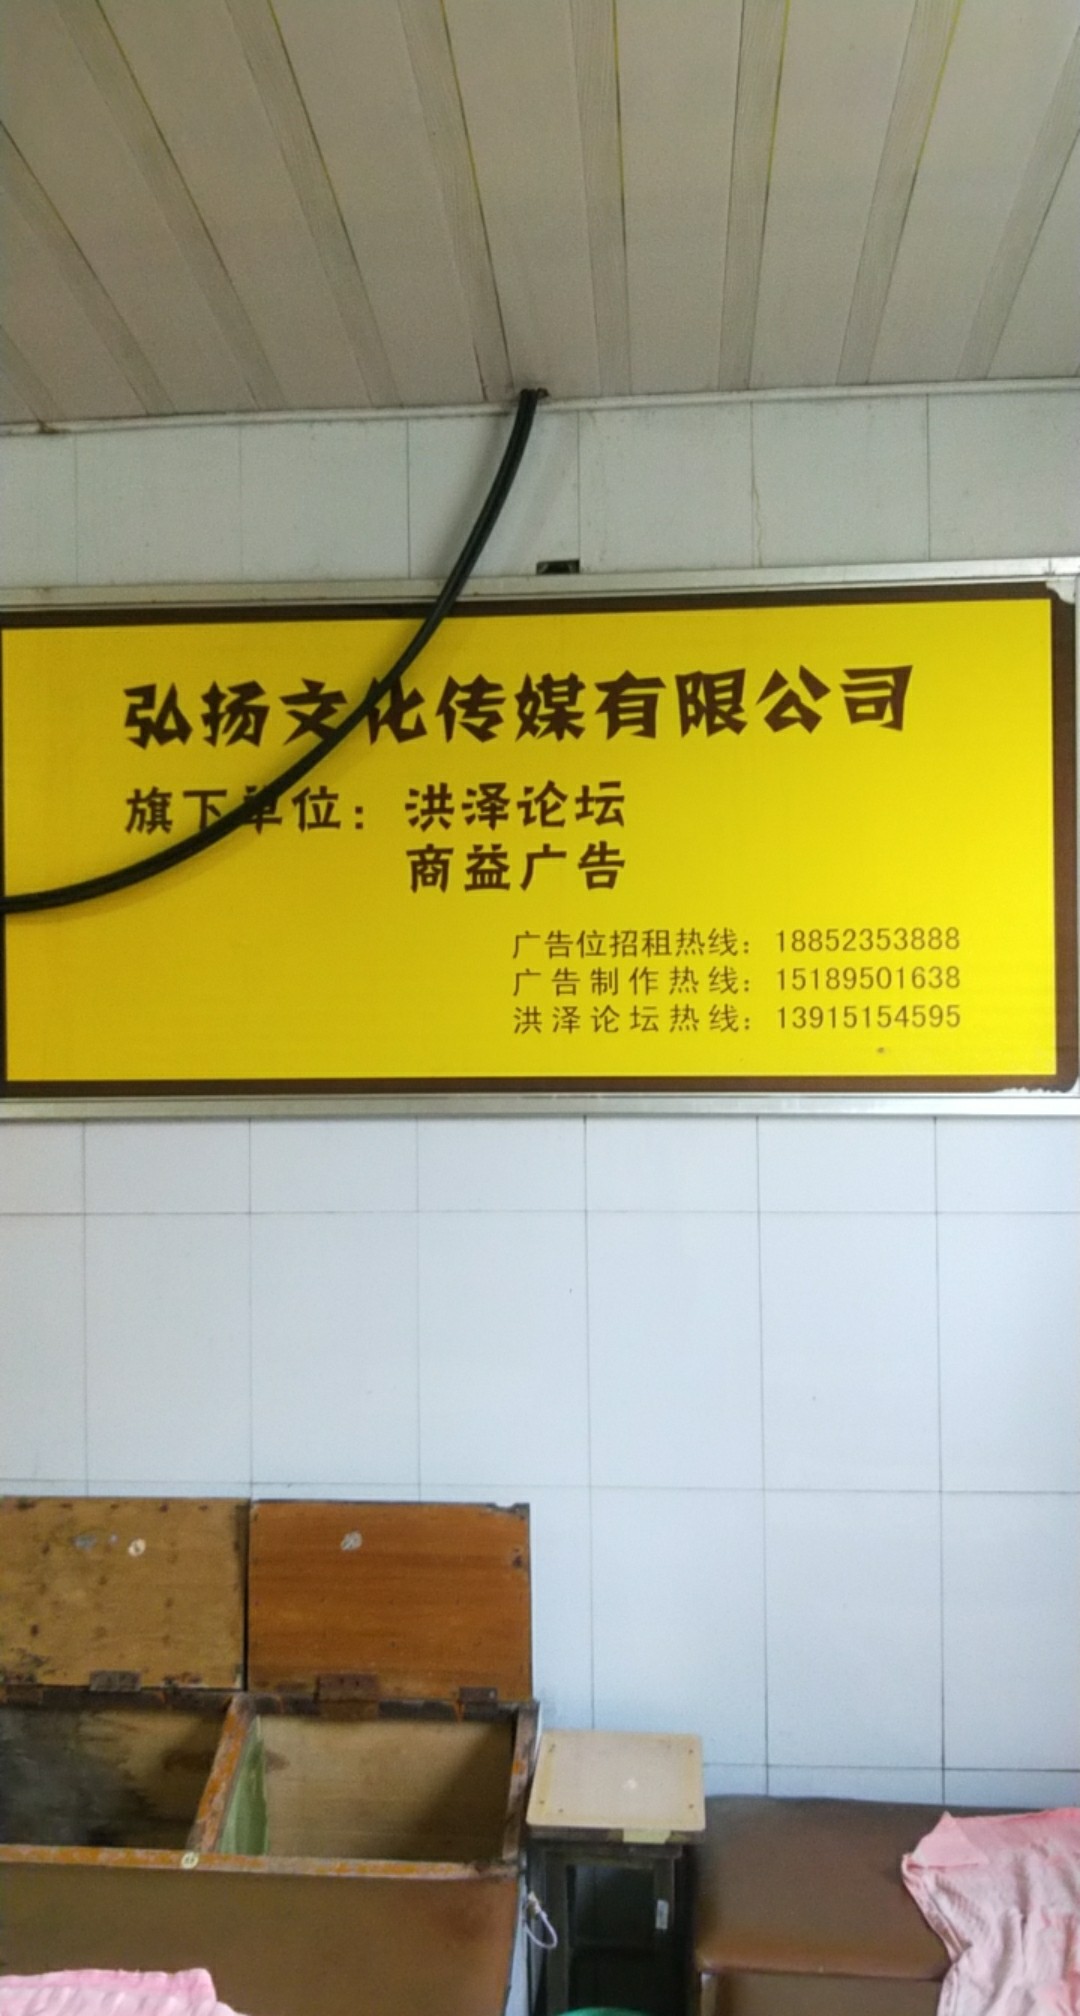 弘扬文化传媒有限公司
旗下单位：洪泽论坛
商益广告
广告位招租热线：18852353888
广告制作热线：15189501638
洪泽论坛热线：13915154595